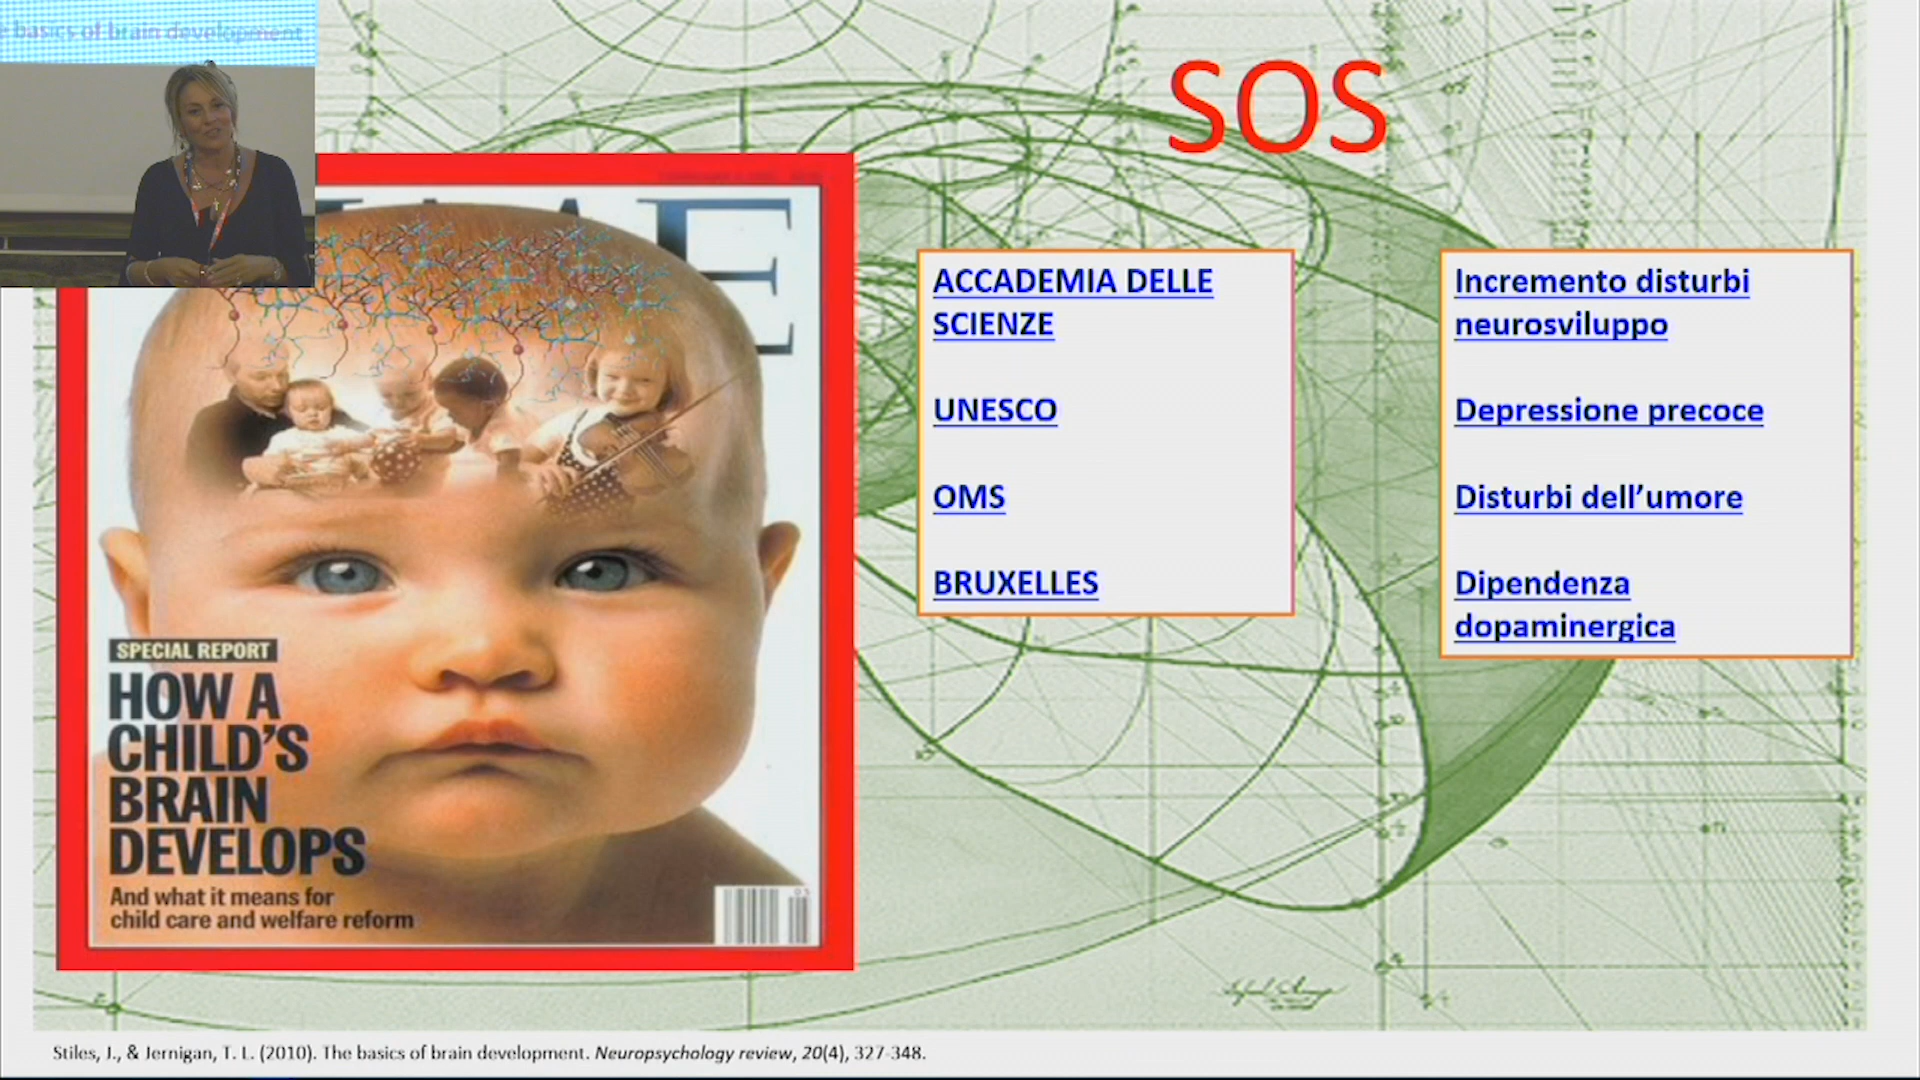 basics of brain development
SOS
ACCADEMIA DELLE
SCIENZE
UNESCO
OMS
BRUXELLES
Incremento disturbi
neurosviluppo
Depressione precoce
Disturbi dell’umore
Dipendenza
dopaminergica
SPECIAL REPORT
HOW A
CHILD'S
BRAIN
DEVELOPS
And what it means for
child care and welfare reform
Stiles, J., & Jernigan, T. L. (2010). The basics of brain development. Neuropsychology review, 20(4), 327-348.